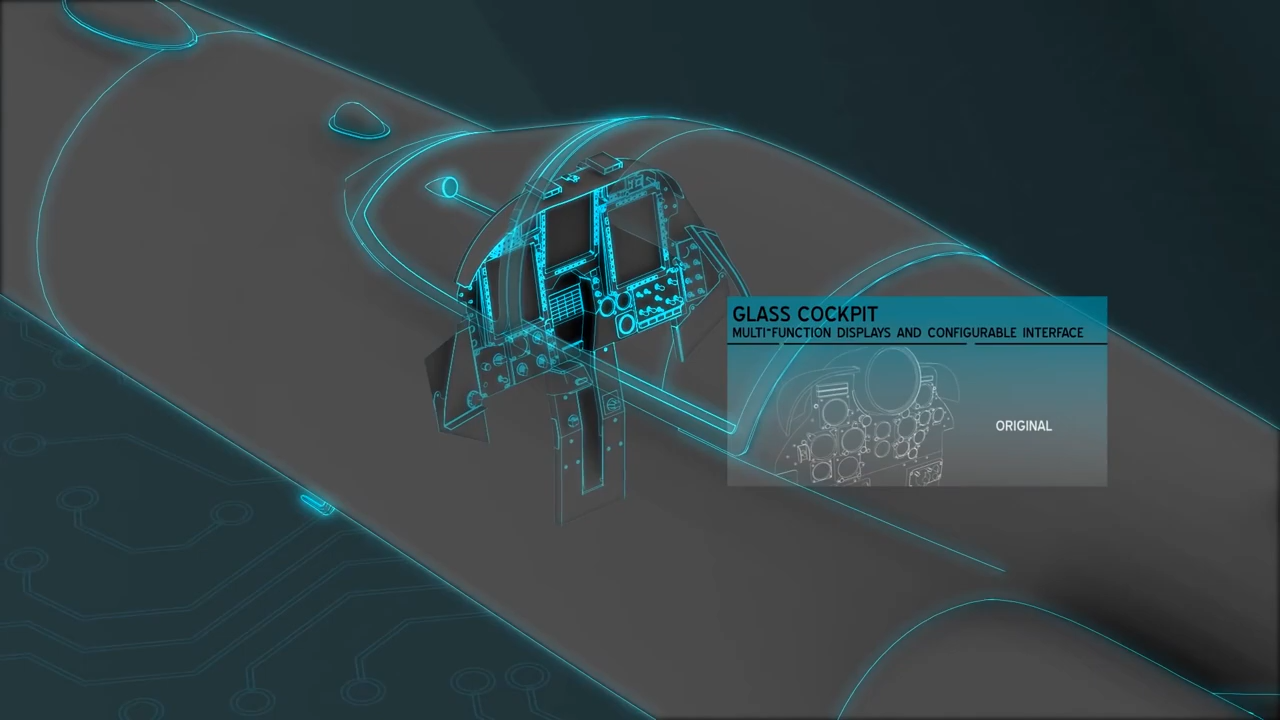 GLASS COCKPIT
MULTI-FUNCTION DISPLAYS AND CONFIGURABLE INTERFACE
ORIGINAL